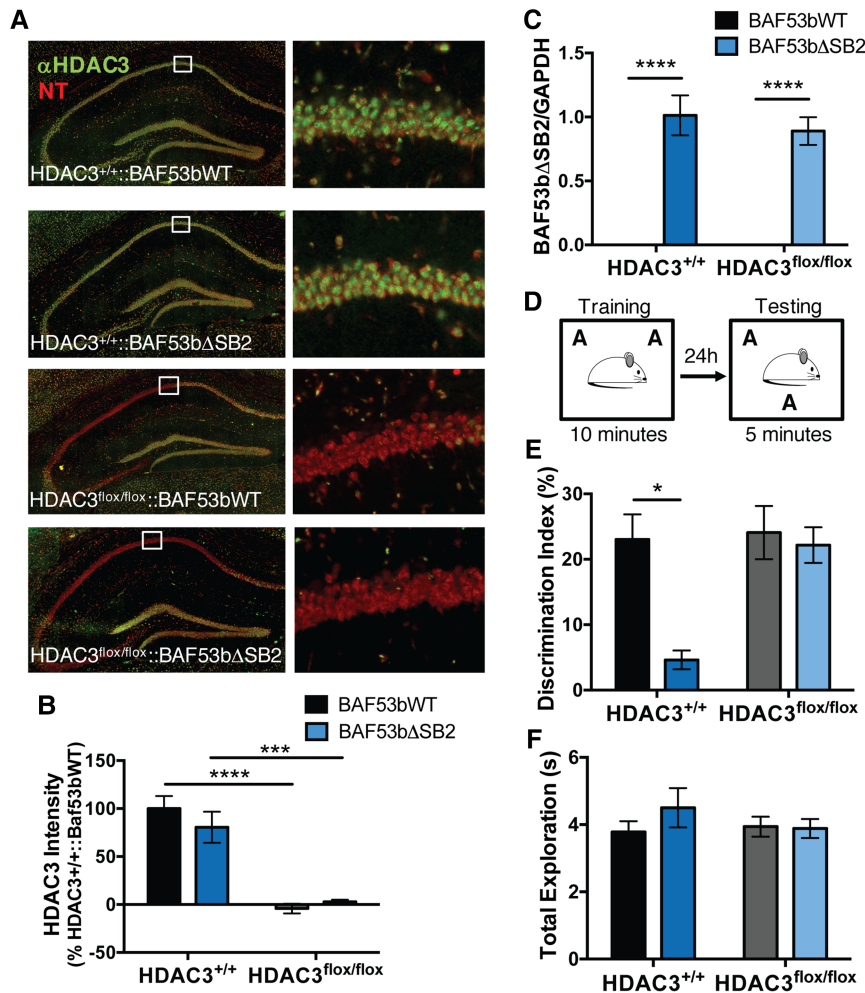 A
αHDAC3
NT
HDAC3+/+::BAF53bWT
HDAC3+/+::BAF53bΔSB2
HDAC3flox/flox::BAF53bWT
HDAC3flox/flox::BAF53bΔSB2
B
BAF53bWT
BAF53bΔSB2
HDAC3 Intensity
(% HDAC3+/+::Baf53bWT)
150
100
50
0
-50
***
****
HDAC3+/+
HDAC3flox/flox
C
BAF53bWT
BAF53bΔSB2
BAF53bΔSB2/GAPDH
1.5
1.0
0.5
0.0
****
****
HDAC3+/+
HDAC3flox/flox
D
Training
Testing
A A
24h
A
A
10 minutes
5 minutes
E
Discrimination Index (%)
30
20
10
0
*
HDAC3+/+
HDAC3flox/flox
F
Total Exploration (s)
6
4
2
0
HDAC3+/+
HDAC3flox/flox